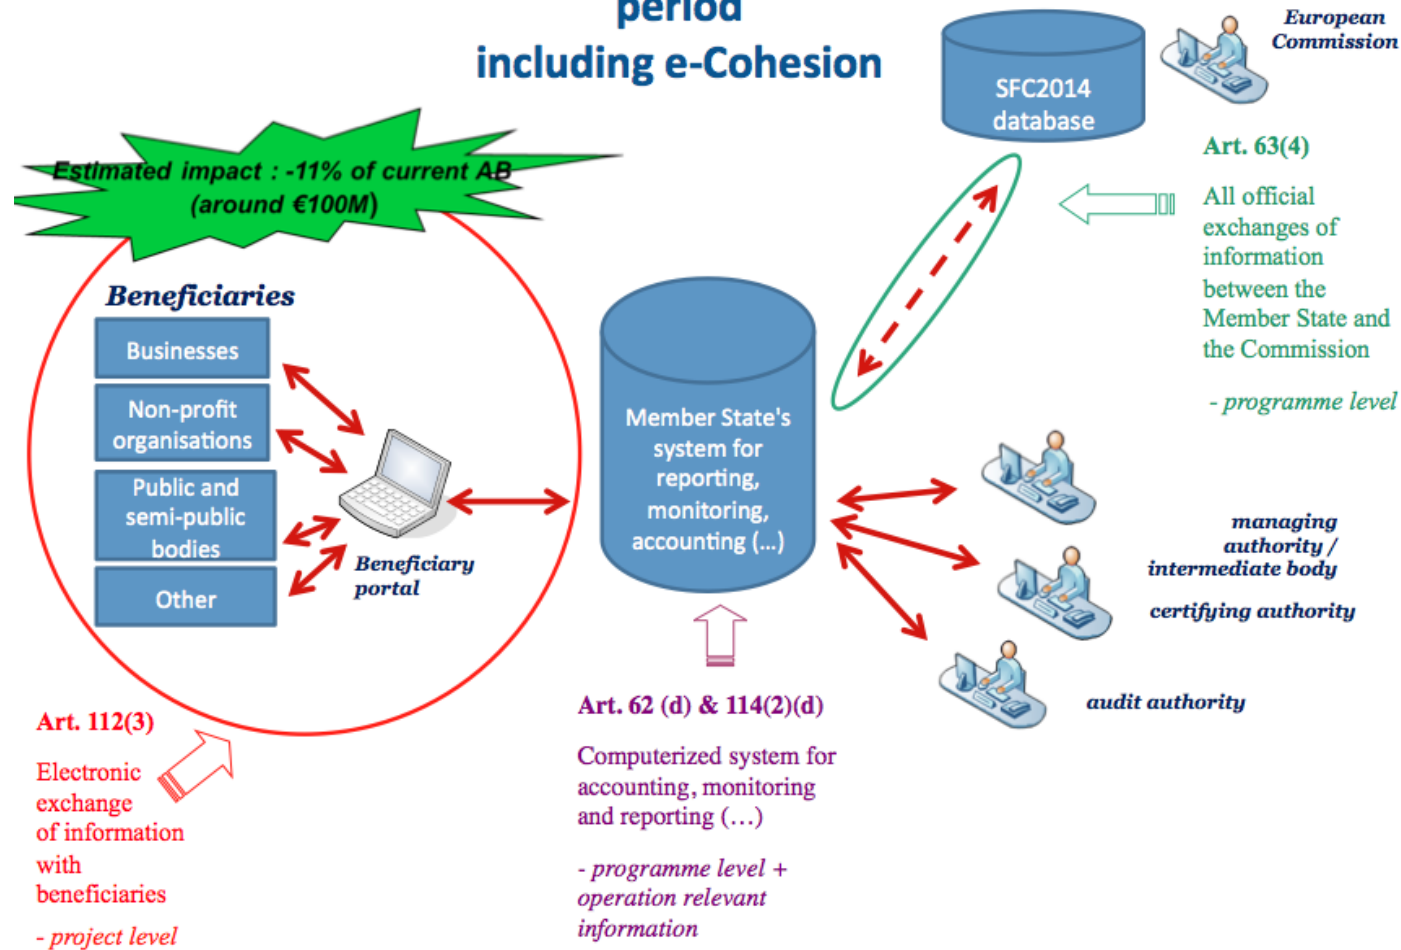 period
including e-Cohesion
European
Commission
SFC2014
database
Art. 63(4)
All official
exchanges of
information
between the
Member State and
the Commission
- programme level
Estimated impact : -11% of current AB
(around €100M)
Beneficiaries
Businesses
Non-profit
organisations
Public and
semi-public
bodies
Other
Beneficiary
portal
Member State's
system for
reporting,
monitoring,
accounting (...)
managing
authority /
intermediate body
certifying authority
audit authority
Art. 112(3)
Electronic
exchange
of information
with
beneficiaries
- project level
Art. 62 (d) & 114(2)(d)
Computerized system for
accounting, monitoring
and reporting (…)
- programme level +
operation relevant
information